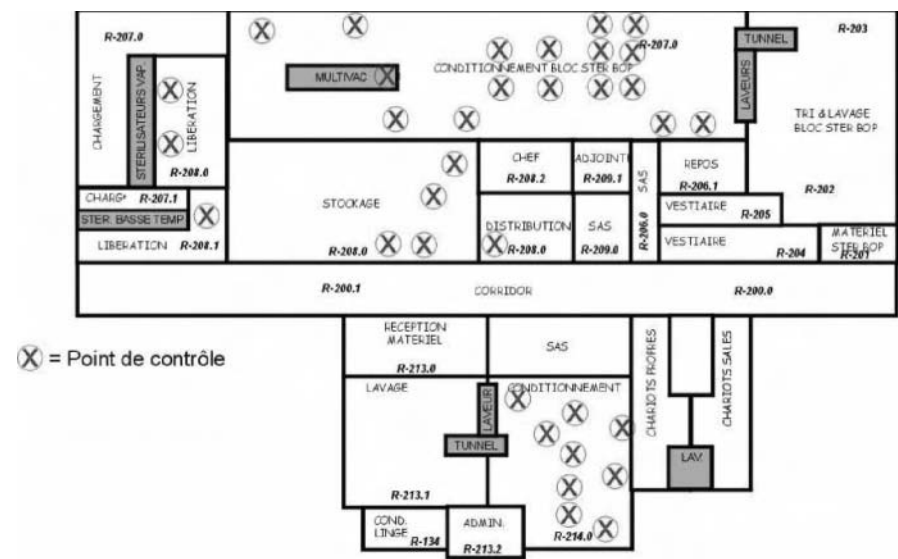 R-207.0
R-203
TUNNEL
R-207.0
CONDITIONNEMENT BLOC STER BOP
MULTIVAC
CHARGEMENT
STERILISATEURS VAP.
LIBERATION
LAVEURS
TRI & LAVAGE
BLOC STER BOP
R-208.0
CHEF
R-208.2
ADJOINT
R-209.1
SAS
REPOS
R-206.1
R-202
CHARG*
R-207.1
STOCKAGE
VESTIAIRE
R-205
STER. BASSE TEMP
DISTRIBUTION
R-208.0
SAS
R-209.0
R-206.0
VESTIAIRE
R-204
MATERIEL
STER BOP
R-201
LIBERATION
R-208.1
R-208.0
R-200.1
CORRIDOR
R-200.0
RECEPTION
MATERIEL
R-213.0
SAS
CHARIOTS PROPRES
CHARIOTS SALES
= Point de contrôle
LAVAGE
CONDITIONNEMENT
LAVEUR
TUNNEL
LAV.
R-213.1
COND.
LINGE
R-134
ADMIN.
R-213.2
R-214.0